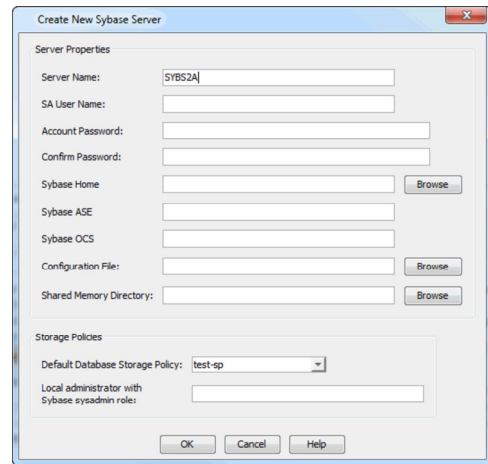 Create New Sybase Server
Server Properties
Server Name: SYBS2A
SA User Name:
Account Password:
Confirm Password:
Sybase Home Browse
Sybase ASE
Sybase OCS
Configuration File: Browse
Shared Memory Directory: Browse
Storage Policies
Default Database Storage Policy: test-sp
Local administrator with
Sybase sysadmin role:
OK Cancel Help